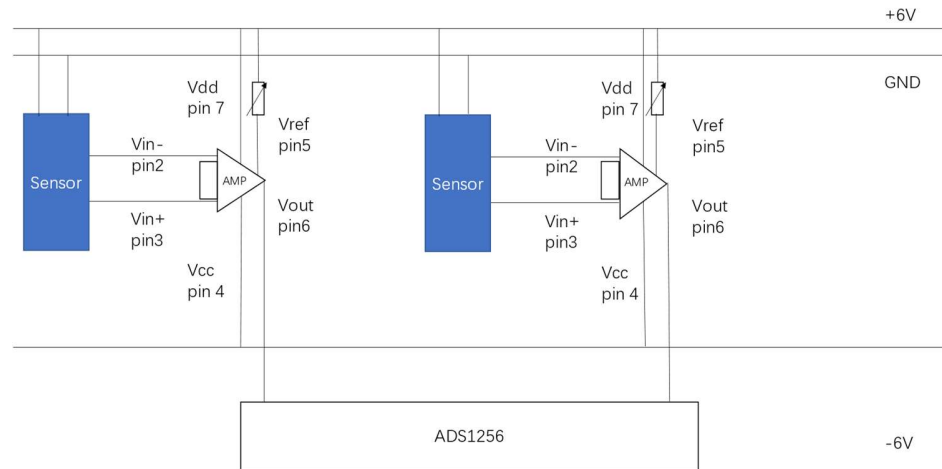 +6V
GND
Vdd
pin 7
Vref
pin5
Vin-
pin2
Sensor
AMP
Vout
pin6
Vin+
pin3
Vcc
pin 4
Vdd
pin 7
Vref
pin5
Vin-
pin2
Sensor
AMP
Vout
pin6
Vin+
pin3
Vcc
pin 4
ADS1256
-6V